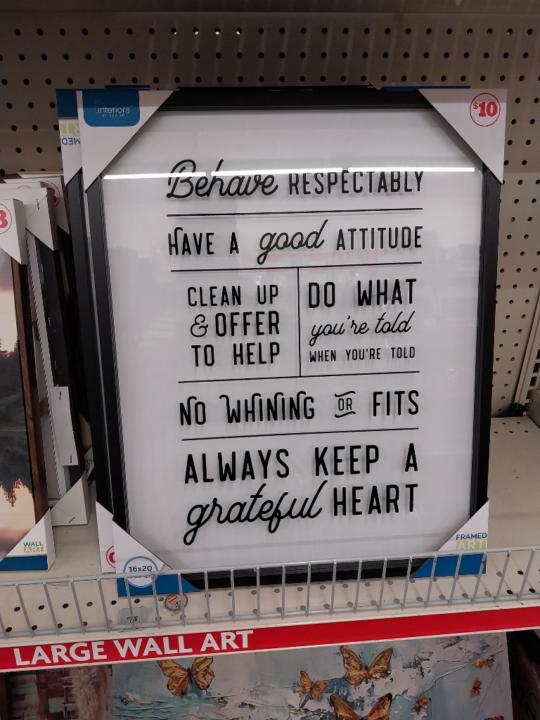 interiors
$10
Behave RESPECTABLY
HAVE A good ATTITUDE
CLEAN UP
& OFFER
TO HELP
DO WHAT
you're told
WHEN YOU'RE TOLD
NO WHINING OR FITS
ALWAYS KEEP A
grateful HEART
WALL
ART
16x20
FRAMED
ART
LARGE WALL ART